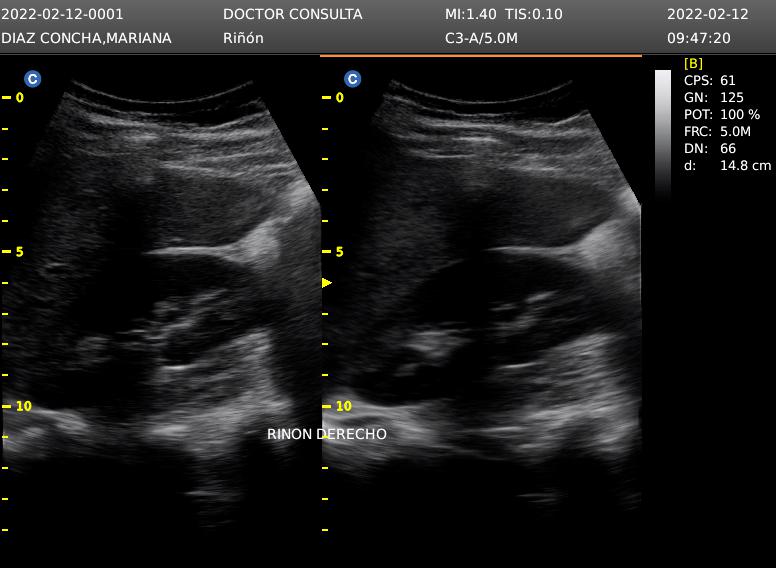 2022-02-12-0001 DOCTOR CONSULTA MI:1.40 TIS:0.10 2022-02-12
DIAZ CONCHA,MARIANA Riñón C3-A/5.0M 09:47:20
C C [B]
0 0 CPS: 61
GN: 125
POT: 100 %
FRC: 5.0M
DN: 66
d: 14.8 cm
5 5
10 10
RINON DERECHO